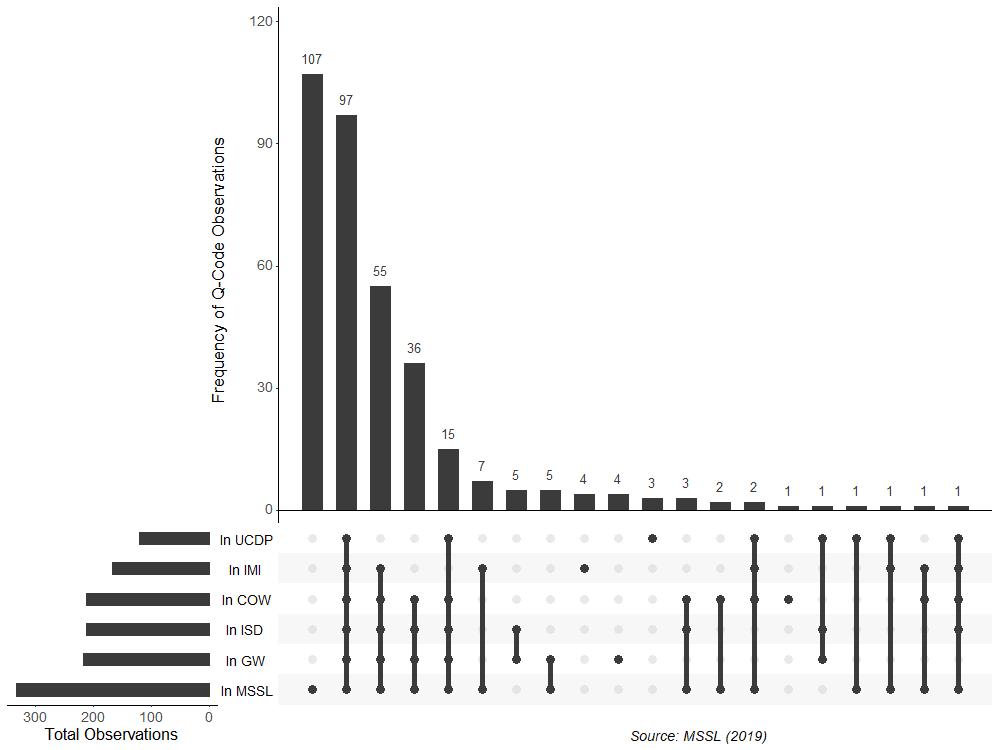 120
107
97
90
Frequency of Q-Code Observations
60
55
36
30
15
7
5
5
4
4
3
3
2
2
1
1
1
1
1
1
0
In UCDP
In IMI
In COW
In ISD
In GW
In MSSL
300 200 100 0
Total Observations
Source: MSSL (2019)